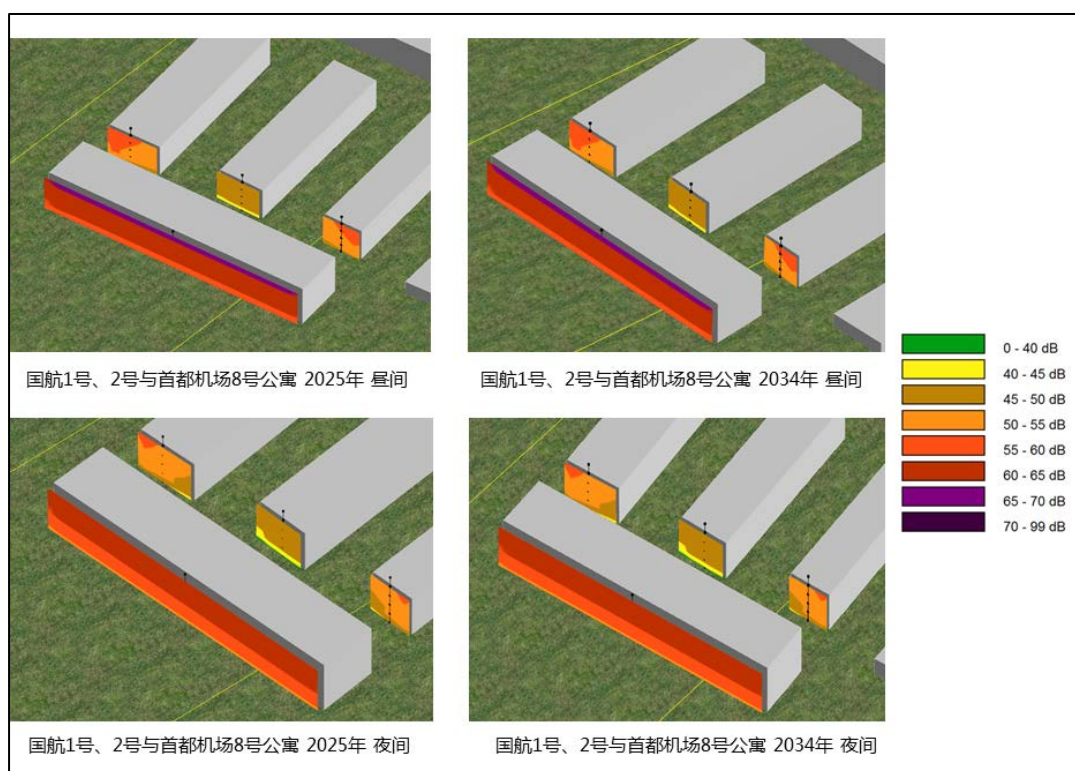 国航1号、2号与首都机场8号公寓 2025年 昼间
国航1号、2号与首都机场8号公寓 2034年 昼间
0 - 40 dB
40 - 45 dB
45 - 50 dB
50 - 55 dB
55 - 60 dB
60 - 65 dB
65 - 70 dB
70 - 99 dB
国航1号、2号与首都机场8号公寓 2025年 夜间
国航1号、2号与首都机场8号公寓 2034年 夜间